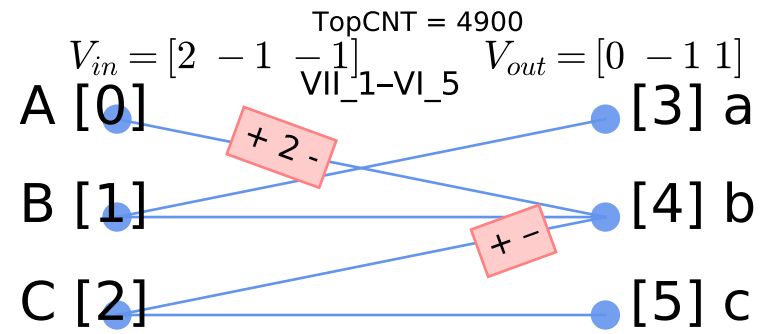 TopCNT = 4900
V_in = [2 −1 −1] V_out = [0 −1 1]
VII_1–VI_5
A [0] [3] a
+ 2 -
B [1] [4] b
+ −
C [2] [5] c